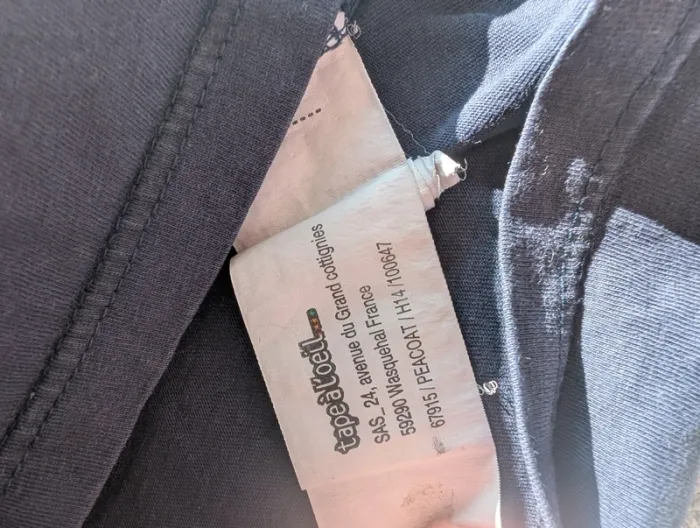 tape à l'oeil...
SAS_24, avenue du Grand cottignies
59290 Wasquehal France
67915 / PEACOAT / H14 / 100647